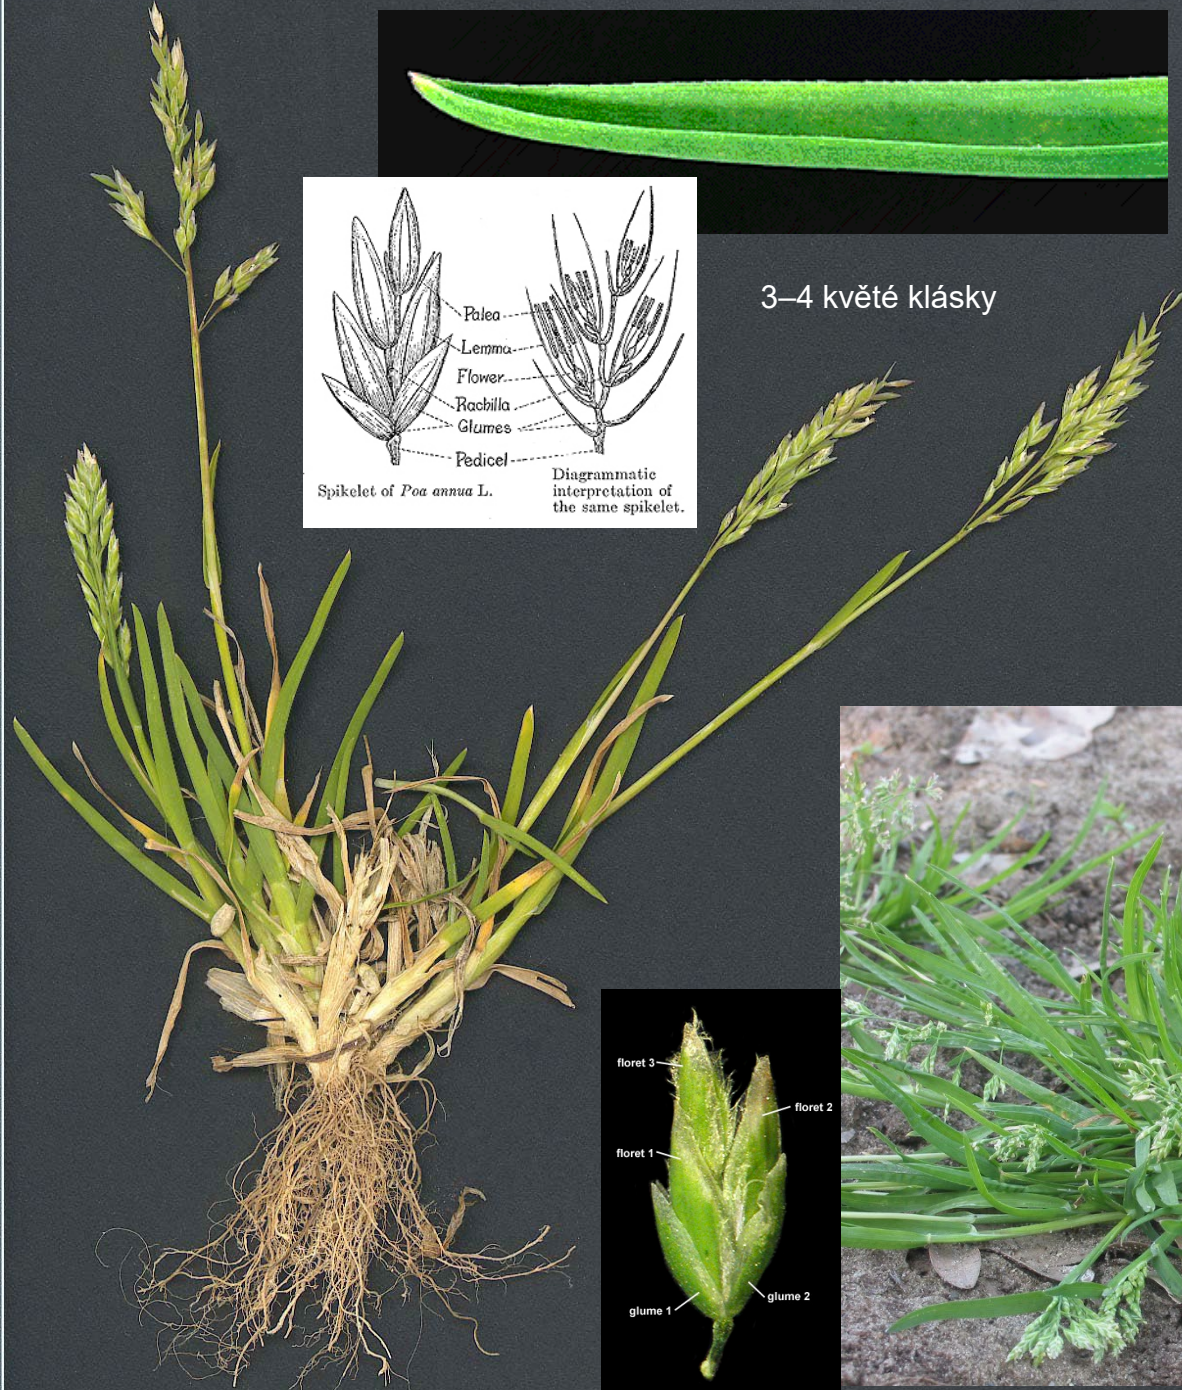 3–4 květé klásky
Palea
Lemma
Flower
Rachilla
Glumes
Pedicel
Spikelet of Poa annua L.
Diagrammatic
interpretation of
the same spikelet.
floret 3
floret 2
floret 1
glume 2
glume 1